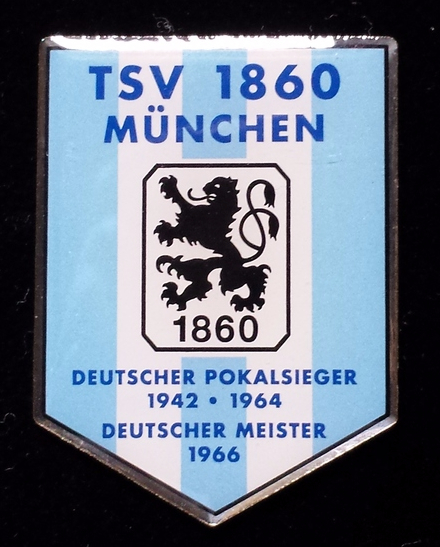 TSV 1860
MÜNCHEN
1860
DEUTSCHER POKALSIEGER
1942 • 1964
DEUTSCHER MEISTER
1966